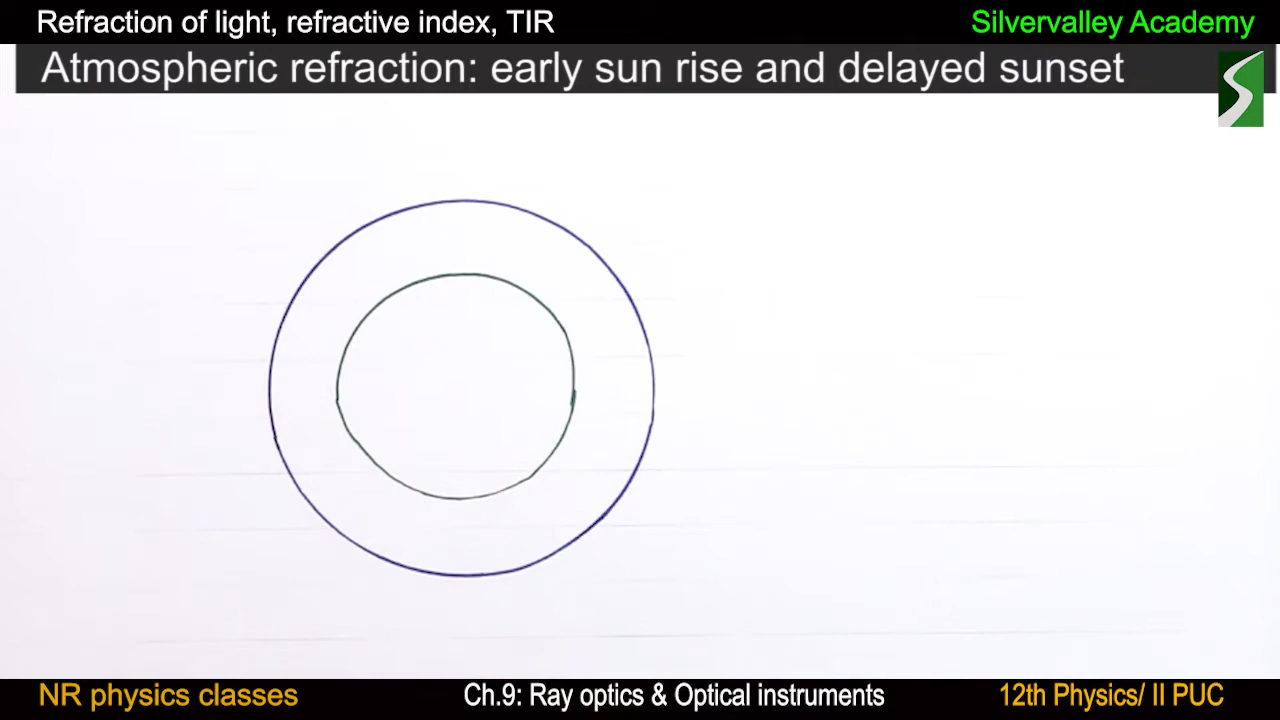 Refraction of light, refractive index, TIR
Silvervalley Academy
Atmospheric refraction: early sun rise and delayed sunset
NR physics classes
Ch.9: Ray optics & Optical instruments
12th Physics/ II PUC